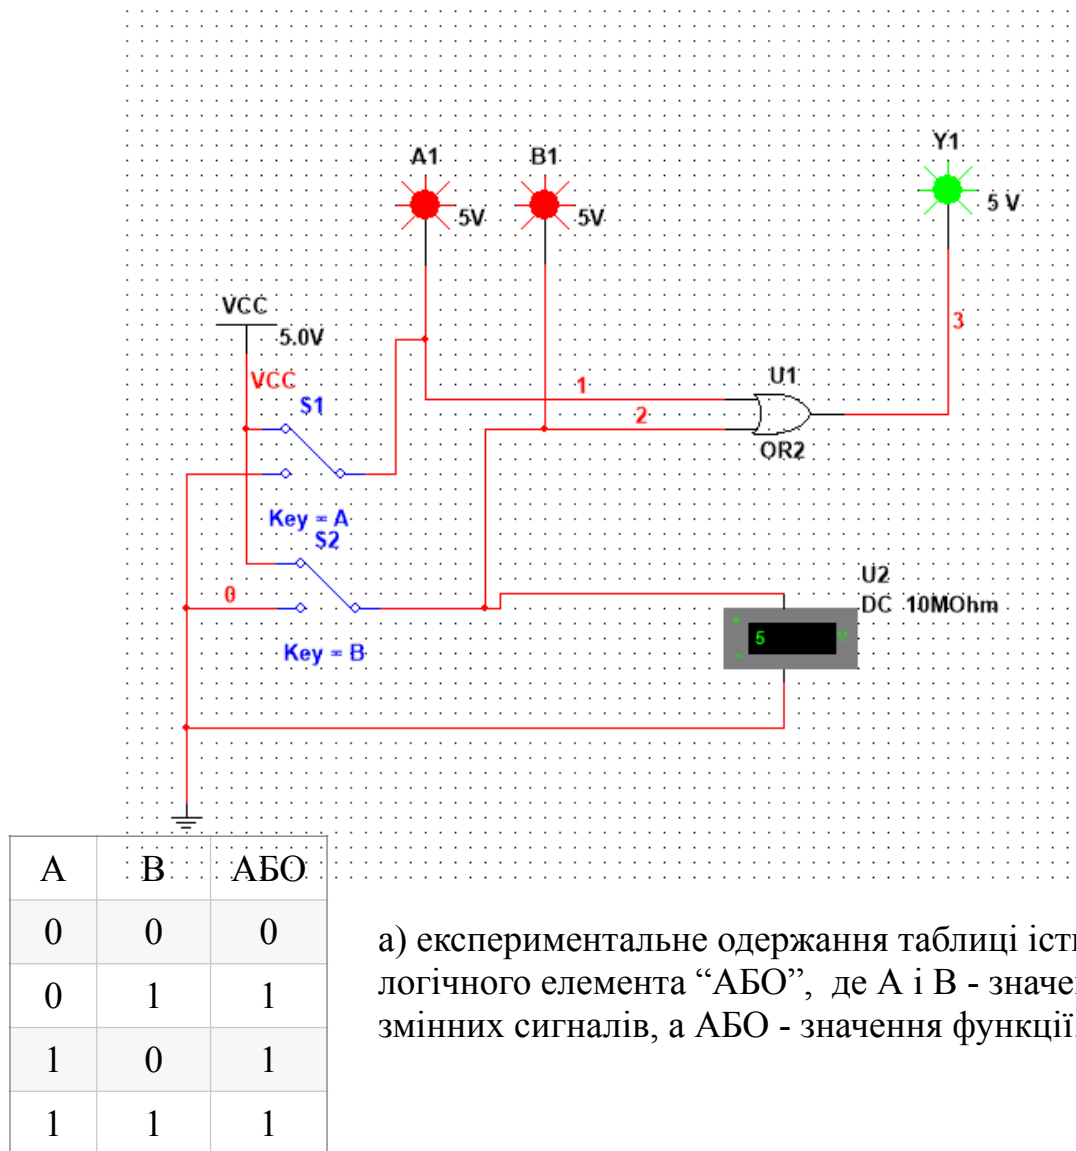 Y1
A1 B1
5V 5V 5 V
VCC
5.0V
3
VCC
U1
1
S1
2
OR2
Key = A
S2
U2
0
DC 10MOhm
5 V
Key = B
А В АБО
0 0 0
0 1 1
1 0 1
1 1 1
а) експериментальне одержання таблиці
логічного елемента “АБО”, де А і В -
змінних сигналів, а АБО - значення функції